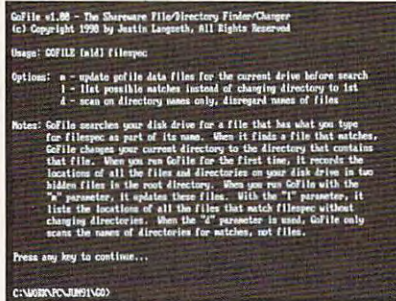 GoFile v1.00 - The Shareware File/Directory Finder/Changer
(c) Copyright 1990 by Justin Langseth, All Rights Reserved
Usage: GOFILE [nld] filespec
Options: n - update gofile data files for the current drive before search
l - list possible matches instead of changing directory to 1st
d - scan on directory names only, disregard names of files
Notes: GoFile searches your disk drive for a file that has what you type
for filespec as part of its name. When it finds a file that matches,
GoFile changes your current directory to the directory that contains
that file. When you run GoFile for the first time, it records the
locations of all the files and directories on your disk drive in two
hidden files in the root directory. When you run GoFile with the
"n" parameter, it updates these files. With the "l" parameter, it
lists the locations of all the files that match filespec without
changing directories. When the "d" parameter is used, GoFile only
scans the names of directories for matches, not files.
Press any key to continue...
C:\WORK\PC\JUN91\GO>